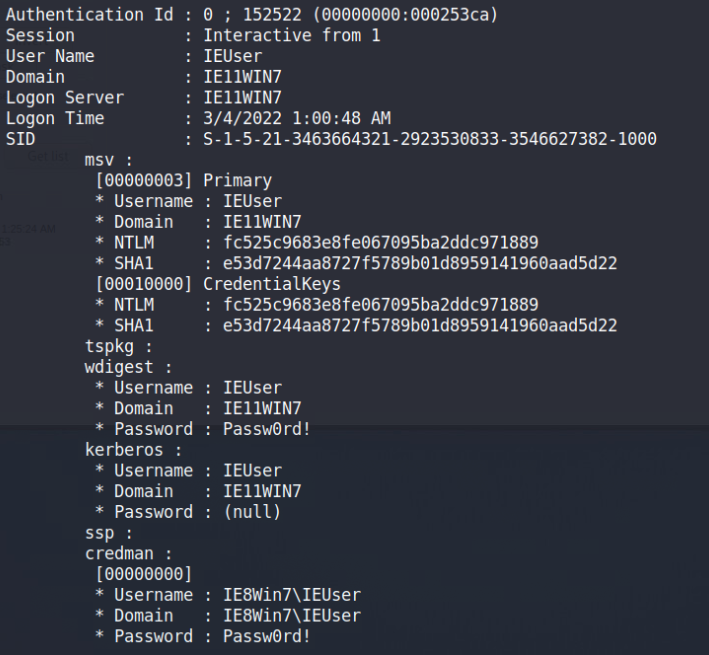 Authentication Id : 0 ; 152522 (00000000:000253ca)
Session           : Interactive from 1
User Name         : IEUser
Domain            : IE11WIN7
Logon Server      : IE11WIN7
Logon Time        : 3/4/2022 1:00:48 AM
SID               : S-1-5-21-3463664321-2923530833-3546627382-1000
        msv :
         [00000003] Primary
         * Username : IEUser
         * Domain   : IE11WIN7
         * NTLM     : fc525c9683e8fe067095ba2ddc971889
         * SHA1     : e53d7244aa8727f5789b01d8959141960aad5d22
         [00010000] CredentialKeys
         * NTLM     : fc525c9683e8fe067095ba2ddc971889
         * SHA1     : e53d7244aa8727f5789b01d8959141960aad5d22
        tspkg :
        wdigest :
         * Username : IEUser
         * Domain   : IE11WIN7
         * Password : Passw0rd!
        kerberos :
         * Username : IEUser
         * Domain   : IE11WIN7
         * Password : (null)
        ssp :
        credman :
         [00000000]
         * Username : IE8Win7\IEUser
         * Domain   : IE8Win7\IEUser
         * Password : Passw0rd!